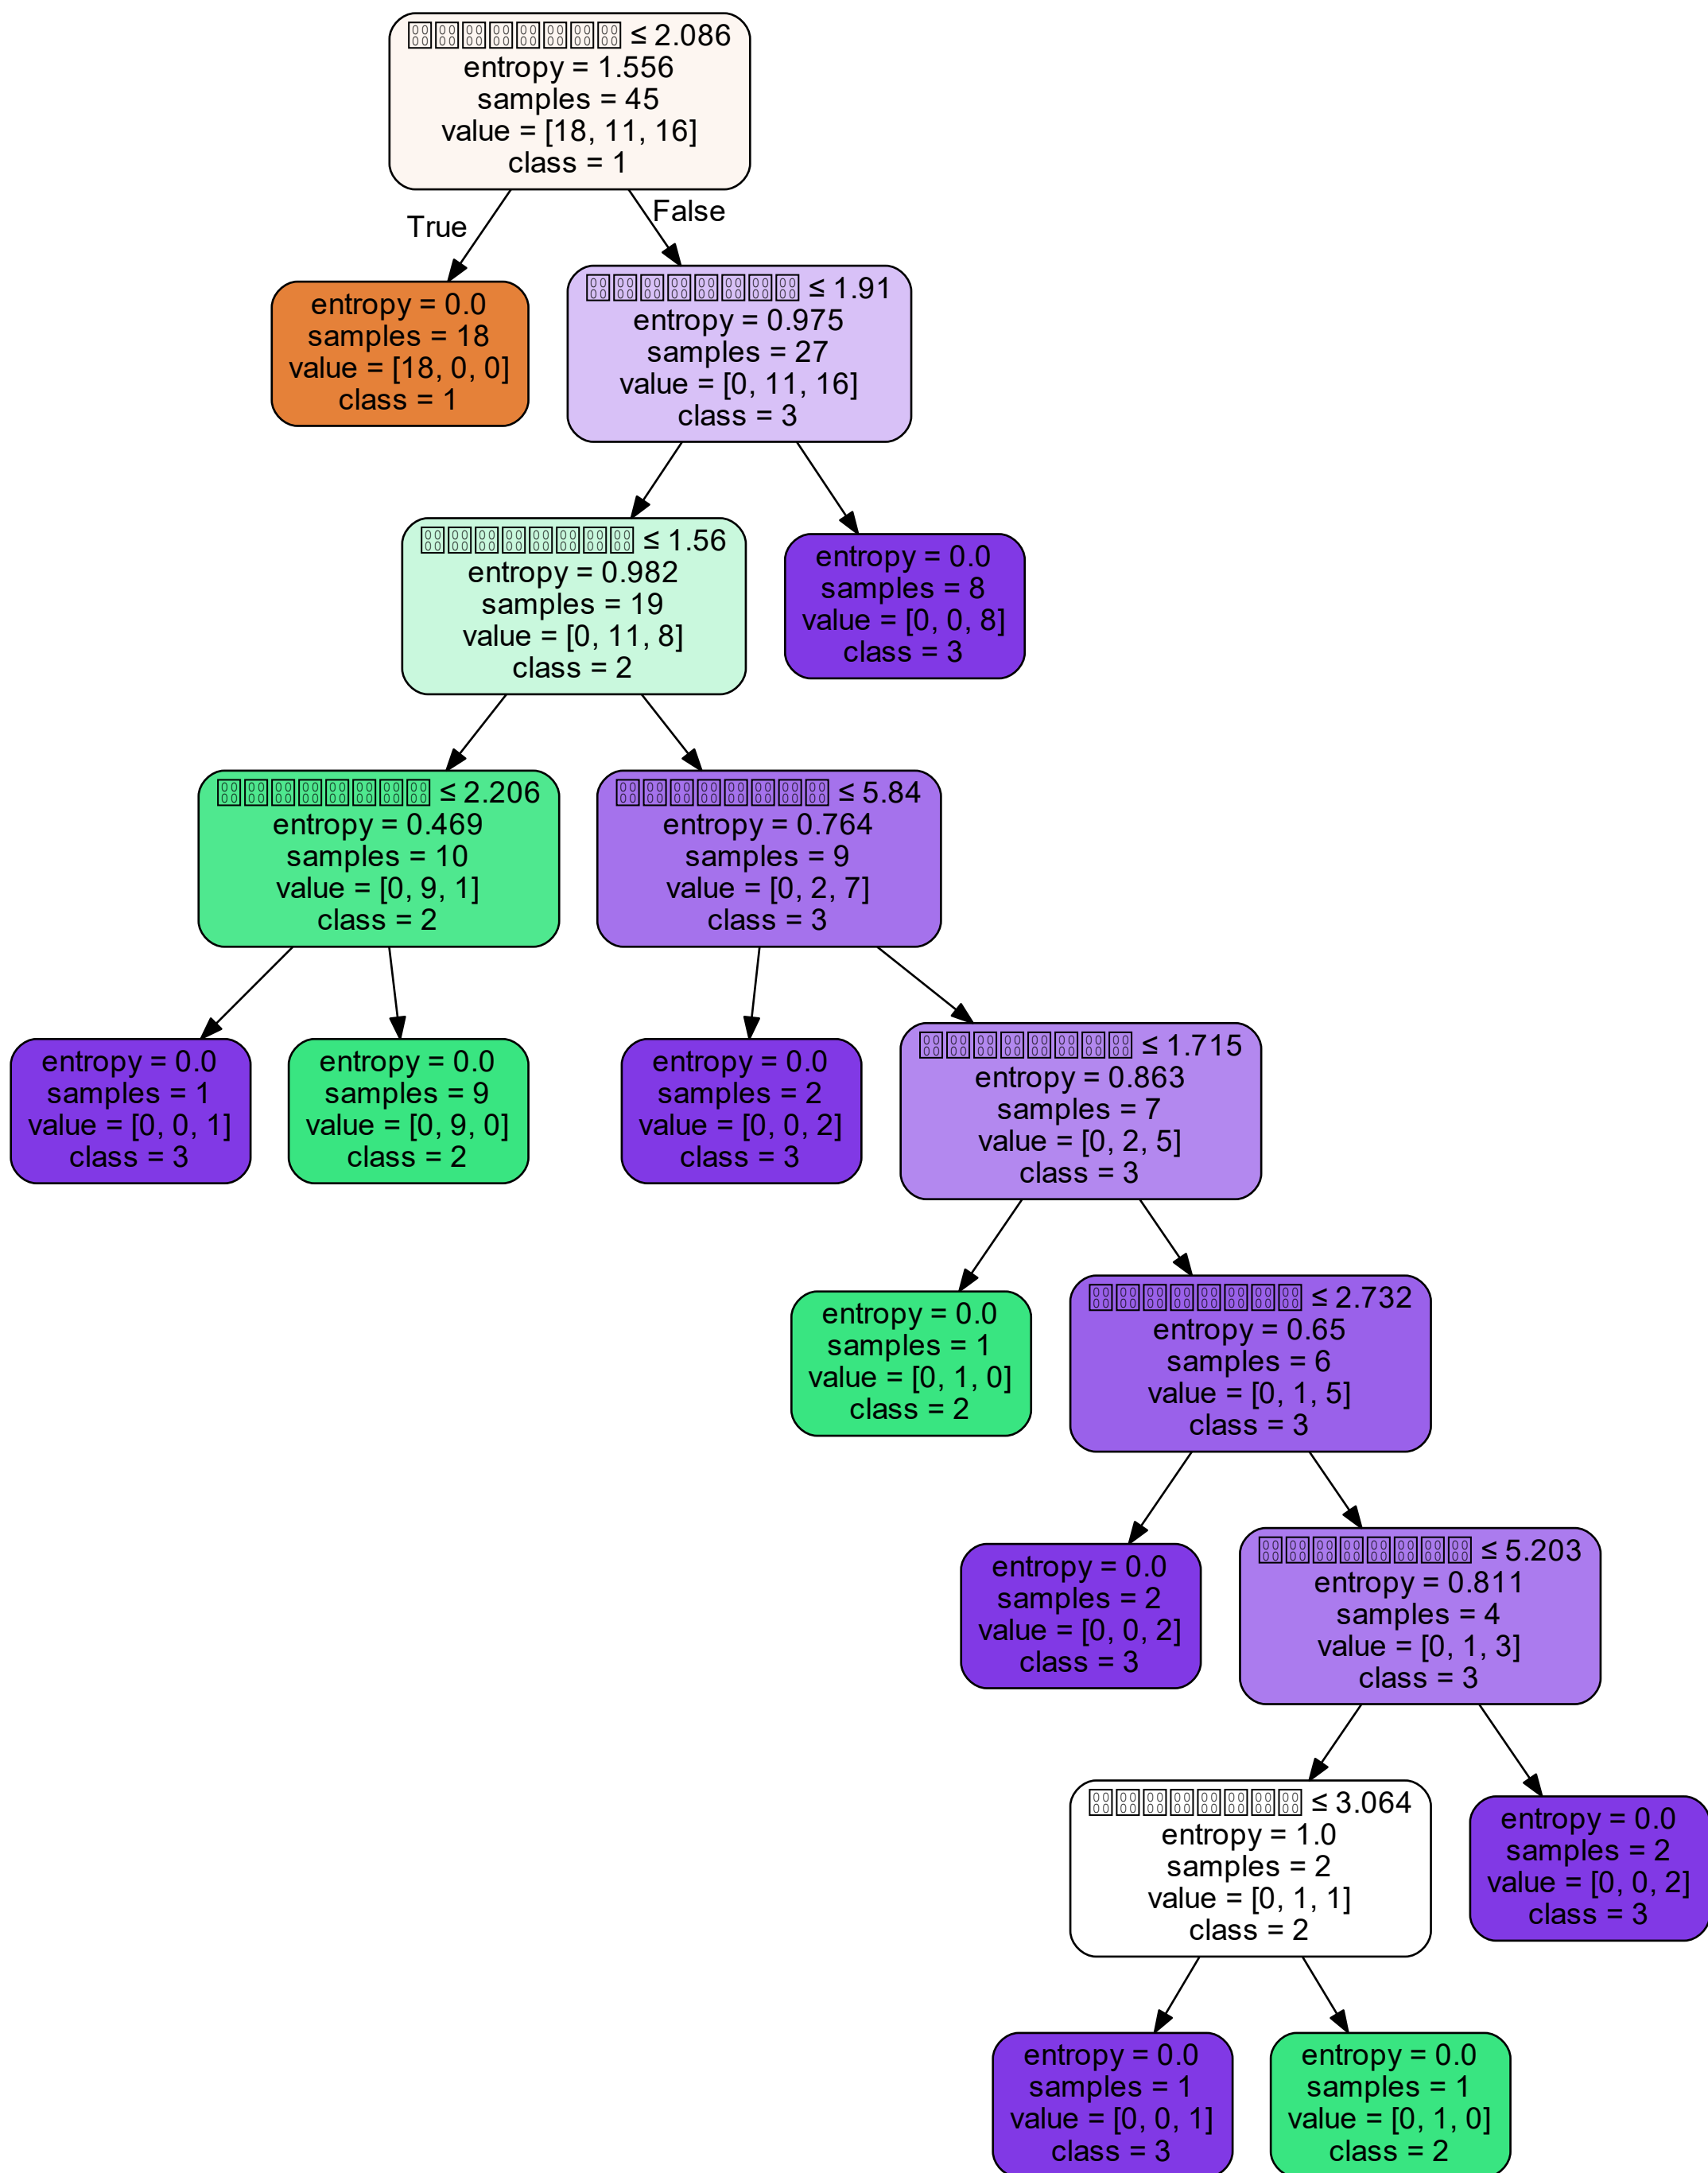 ≤ 2.086
entropy = 1.556
samples = 45
value = [18, 11, 16]
class = 1
True
False
entropy = 0.0
samples = 18
value = [18, 0, 0]
class = 1
≤ 1.91
entropy = 0.975
samples = 27
value = [0, 11, 16]
class = 3
≤ 1.56
entropy = 0.982
samples = 19
value = [0, 11, 8]
class = 2
entropy = 0.0
samples = 8
value = [0, 0, 8]
class = 3
≤ 2.206
entropy = 0.469
samples = 10
value = [0, 9, 1]
class = 2
≤ 5.84
entropy = 0.764
samples = 9
value = [0, 2, 7]
class = 3
entropy = 0.0
samples = 1
value = [0, 0, 1]
class = 3
entropy = 0.0
samples = 9
value = [0, 9, 0]
class = 2
entropy = 0.0
samples = 2
value = [0, 0, 2]
class = 3
≤ 1.715
entropy = 0.863
samples = 7
value = [0, 2, 5]
class = 3
entropy = 0.0
samples = 1
value = [0, 1, 0]
class = 2
≤ 2.732
entropy = 0.65
samples = 6
value = [0, 1, 5]
class = 3
entropy = 0.0
samples = 2
value = [0, 0, 2]
class = 3
≤ 5.203
entropy = 0.811
samples = 4
value = [0, 1, 3]
class = 3
≤ 3.064
entropy = 1.0
samples = 2
value = [0, 1, 1]
class = 2
entropy = 0.0
samples = 2
value = [0, 0, 2]
class = 3
entropy = 0.0
samples = 1
value = [0, 0, 1]
class = 3
entropy = 0.0
samples = 1
value = [0, 1, 0]
class = 2